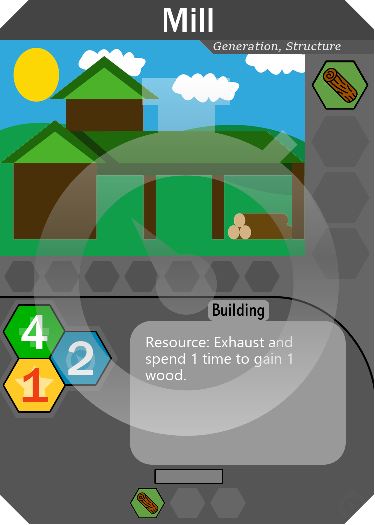 Mill
Generation, Structure
Building
4
2
1
Resource: Exhaust and
spend 1 time to gain 1
wood.